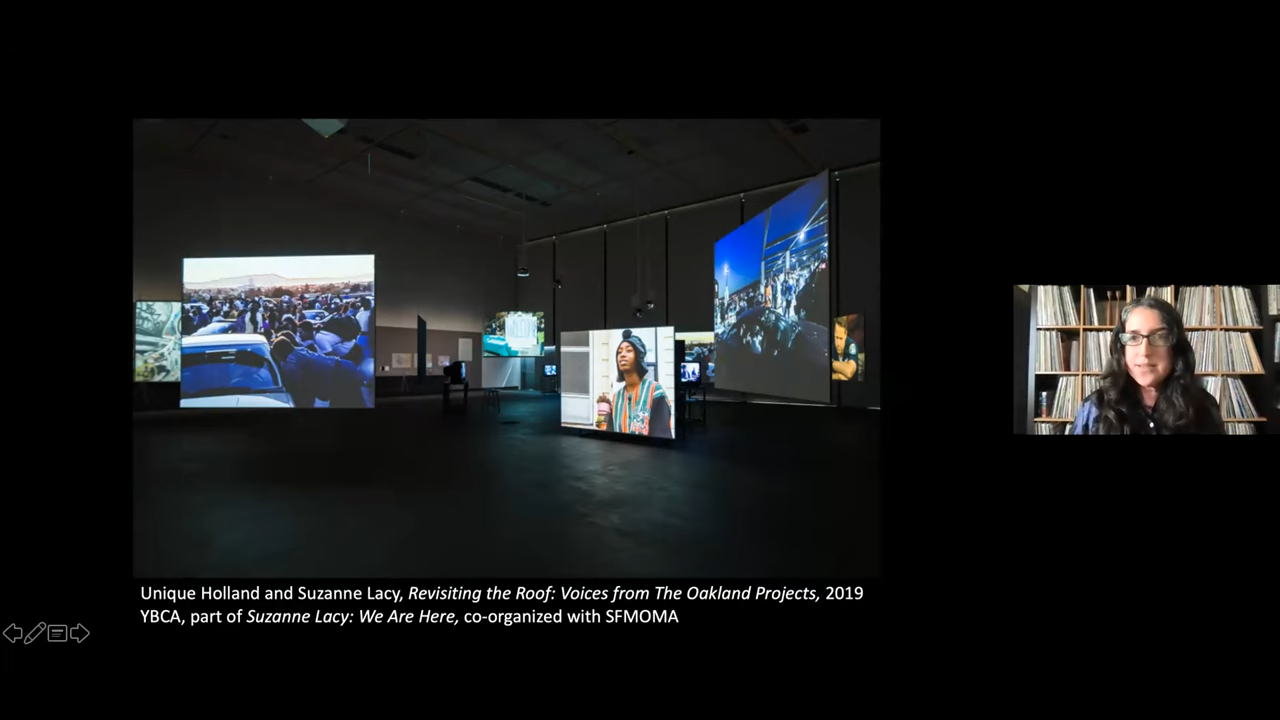 Unique Holland and Suzanne Lacy, Revisiting the Roof: Voices from The Oakland Projects, 2019
YBCA, part of Suzanne Lacy: We Are Here, co-organized with SFMOMA